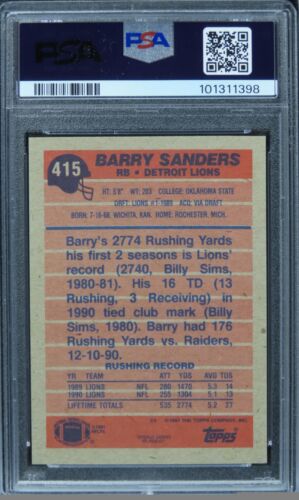 PSA
PSA
101311398
415
BARRY SANDERS
RB • DETROIT LIONS
HT: 5'8" WT: 203 COLLEGE: OKLAHOMA STATE
DRFT: LIONS #1-1989 ACQ: VIA DRAFT
BORN: 7-16-68, WICHITA, KAN. HOME: ROCHESTER, MICH.
Barry's 2774 Rushing Yards
his first 2 seasons is Lions'
record (2740, Billy Sims,
1980-81). His 16 TD (13
Rushing, 3 Receiving) in
1990 tied club mark (Billy
Sims, 1980). Barry had 176
Rushing Yards vs. Raiders,
12-10-90.
RUSHING RECORD
YR TEAM ATT YDS AVG TDS
1989 LIONS NFL 280 1470 5.3 14
1990 LIONS NFL 255 1304 5.1 13
LIFETIME TOTALS 535 2774 5.2 27
TOPPS